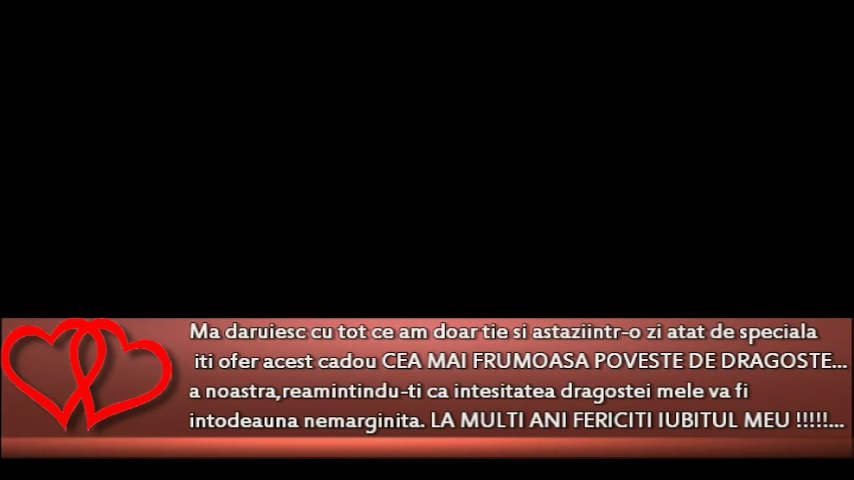 Ma daruiesc cu tot ce am doar tie si astaziintr-o zi atat de speciala
iti ofer acest cadou CEA MAI FRUMOASA POVESTE DE DRAGOSTE...
a noastra,reamintindu-ti ca intesitatea dragostei mele va fi
intodeauna nemarginita. LA MULTI ANI FERICITI IUBITUL MEU !!!!!...